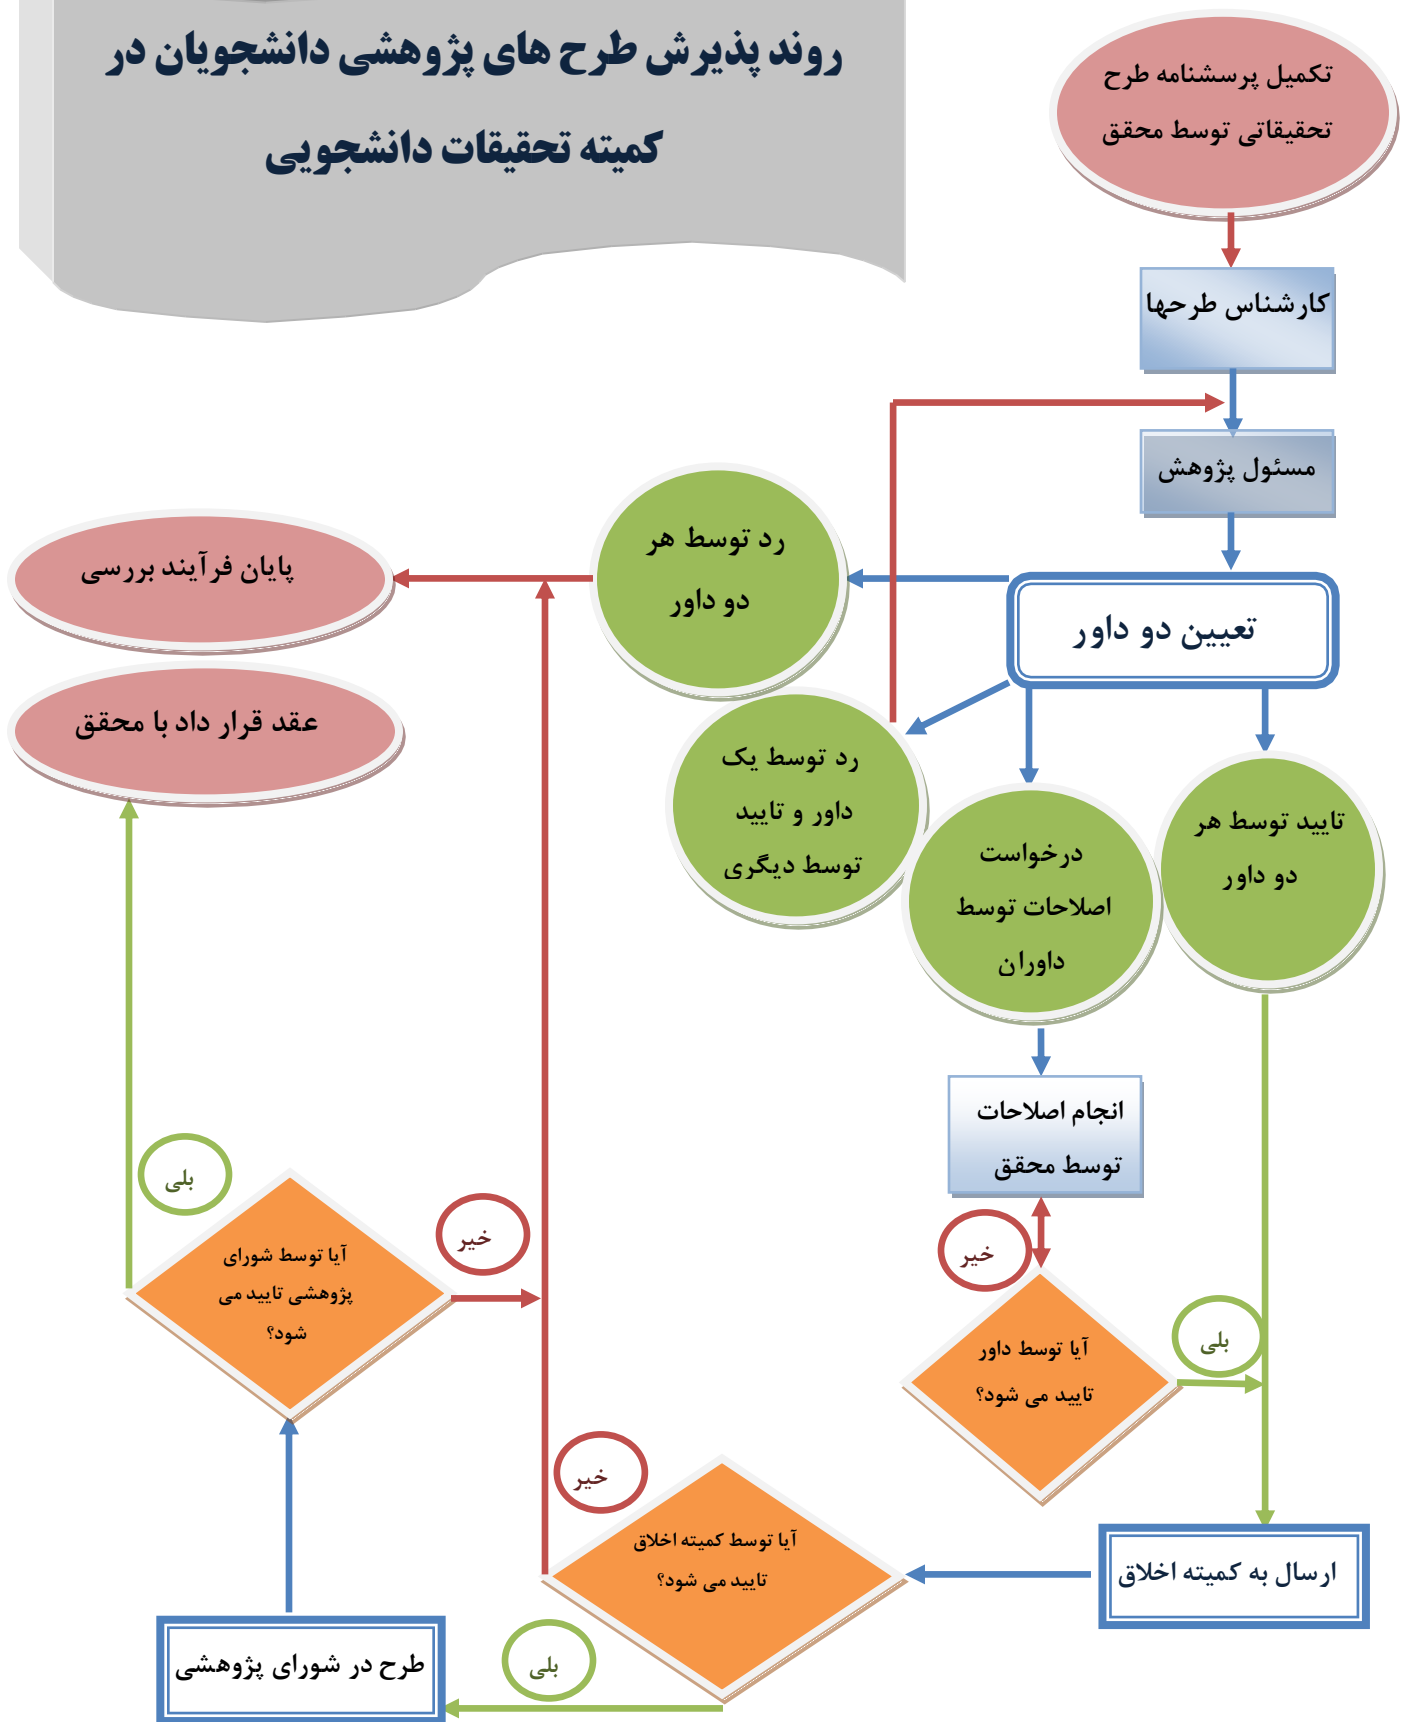 روند پذیرش طرح های پژوهشی دانشجویان در
کمیته تحقیقات دانشجویی
تکمیل پرسشنامه طرح
تحقیقاتی توسط محقق
کارشناس طرحها
مسئول پژوهش
تعیین دو داور
رد توسط هر
دو داور
پایان فرآیند بررسی
عقد قرار داد با محقق
رد توسط یک
داور و تایید
توسط دیگری
درخواست
اصلاحات توسط
داوران
تایید توسط هر
دو داور
انجام اصلاحات
توسط محقق
خیر
آیا توسط داور
تایید می شود؟
بلی
ارسال به کمیته اخلاق
آیا توسط کمیته اخلاق
تایید می شود؟
خیر
بلی
طرح در شورای پژوهشی
آیا توسط شورای
پژوهشی تایید می
شود؟
خیر
بلی